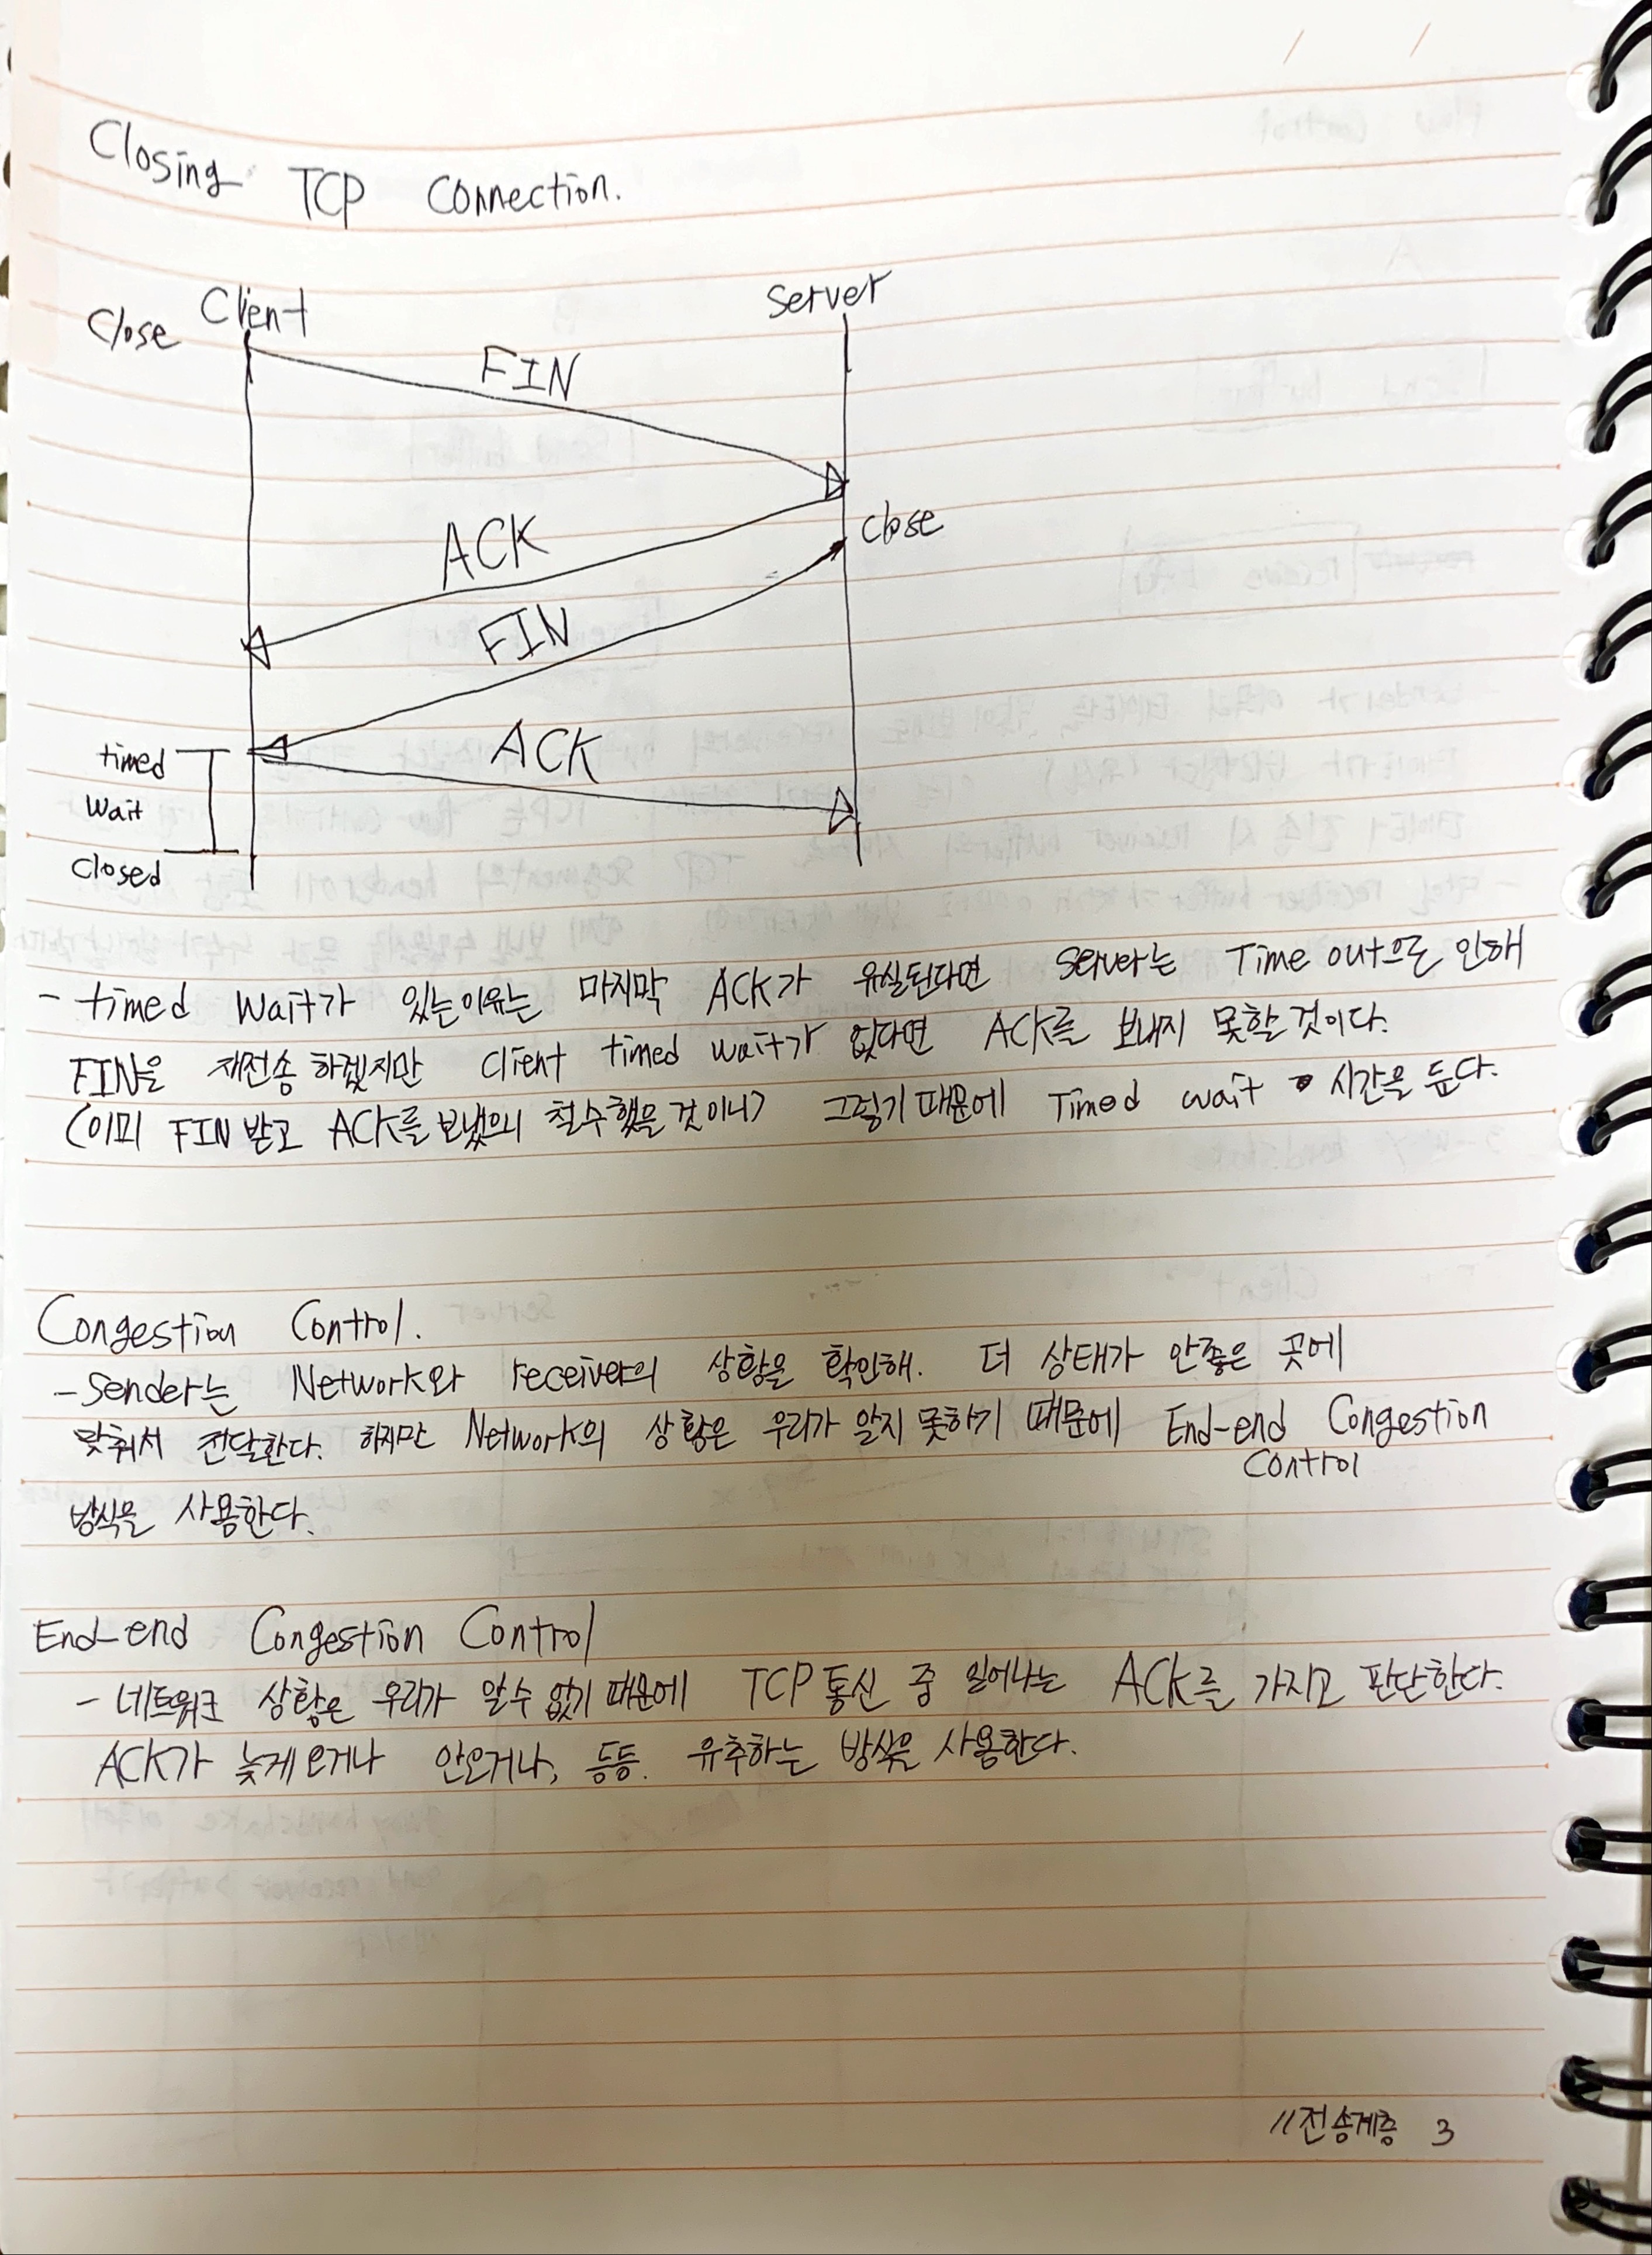 Closing TCP Connection.
Client
Server
Close
FIN
ACK
Close
FIN
ACK
timed
wait
closed
- timed wait가 있는이유는 마지막 ACK가 유실된다면 server는 Time out으로 인해
FIN을 재전송 하겠지만 client timed wait가 없다면 ACK를 보내지 못할 것이다.
(이미 FIN 받고 ACK를 보냈으니 철수했을 것이니) 그렇기 때문에 Timed wait 시간을 둔다.
Congestion Control.
- Sender는 Network와 receiver의 상황을 확인해. 더 상태가 안좋은 곳에
맞춰서 전달한다. 하지만 Network의 상황은 우리가 알지 못하기 때문에 End-end Congestion
Control
방식을 사용한다.
End-end Congestion Control
- 네트워크 상황은 우리가 알수 없기 때문에 TCP 통신 중 일어나는 ACK를 가지고 판단한다.
ACK가 늦게 오거나 안오거나, 등등. 유추하는 방식을 사용한다.
//전송계층 3